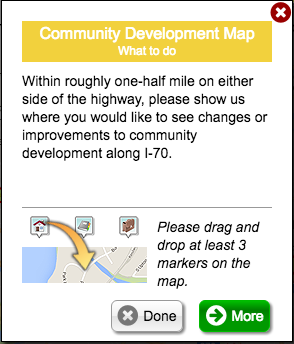 Community Development Map
What to do
Within roughly one-half mile on either
side of the highway, please show us
where you would like to see changes or
improvements to community
development along I-70.
Please drag and
drop at least 3
markers on the
map.
Done
More